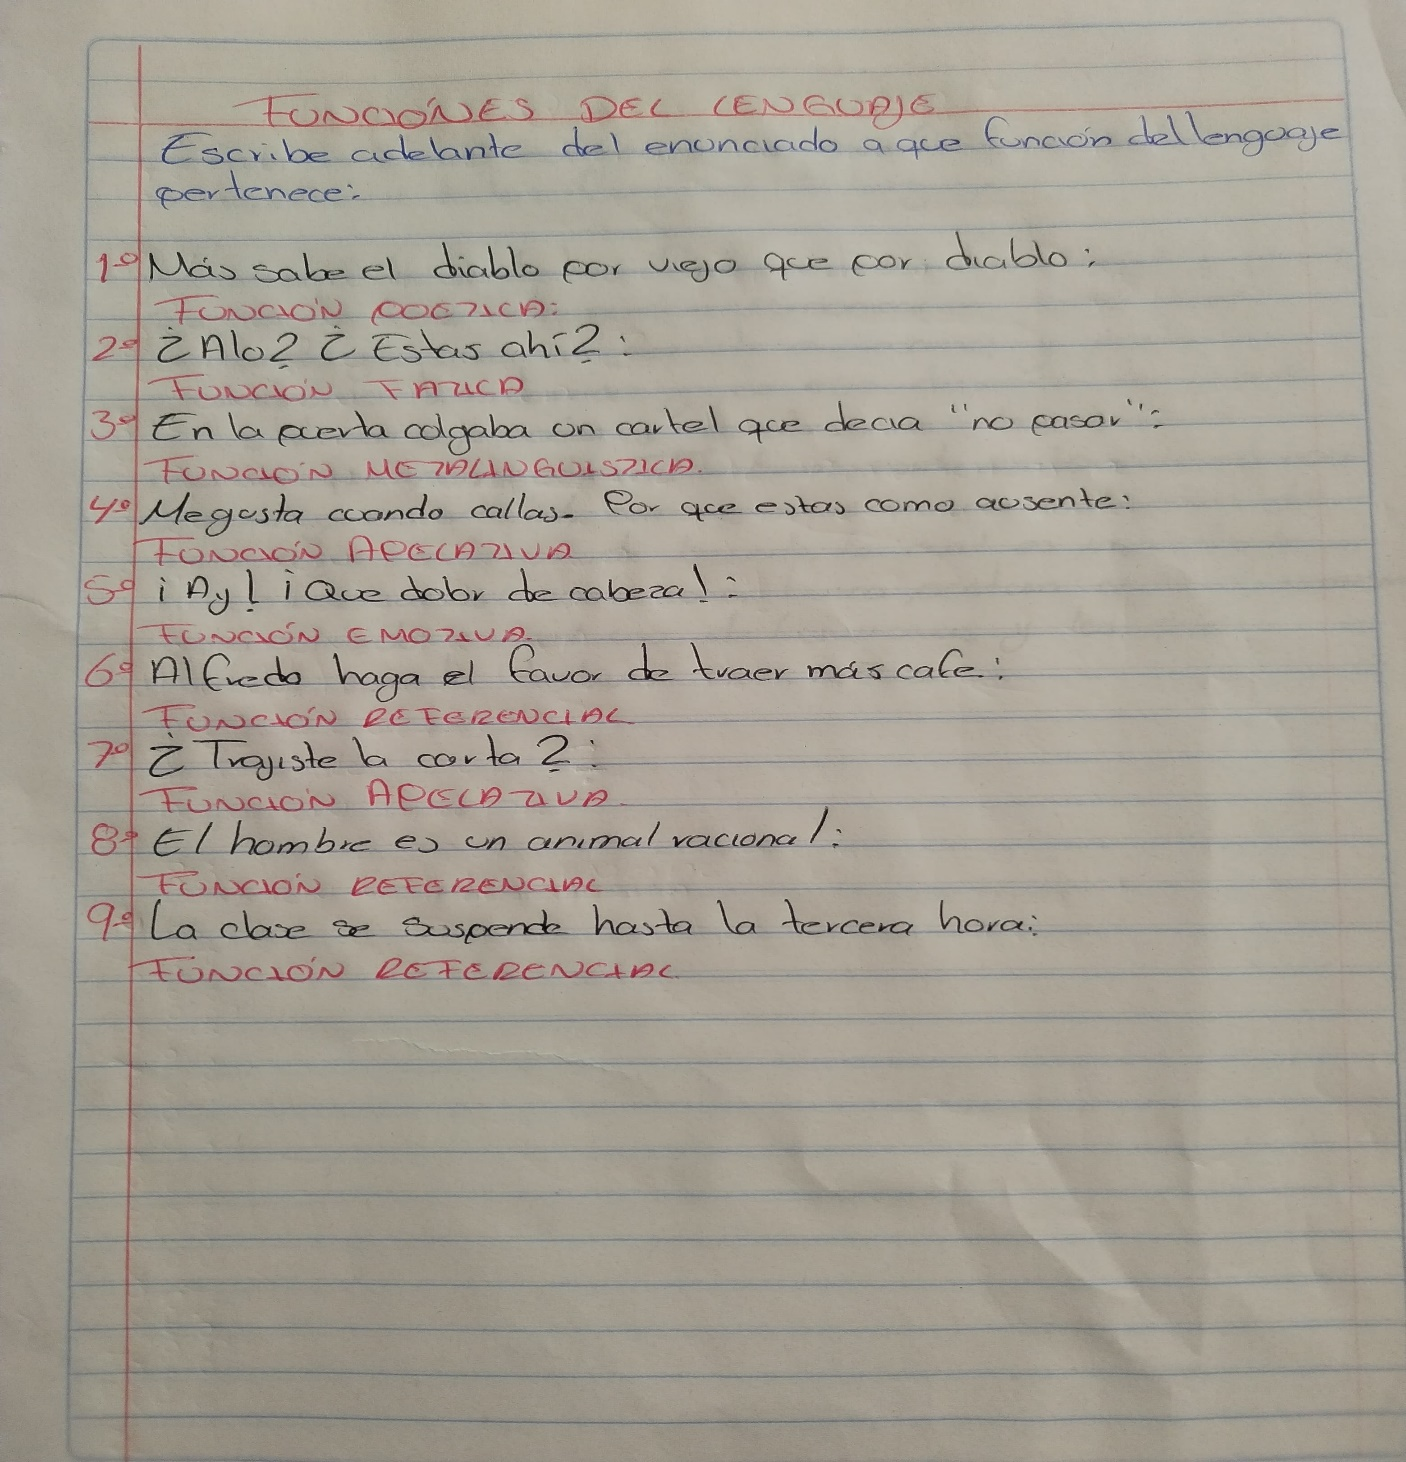 FUNCIONES DEL LENGUAJE
Escribe adelante del enunciado a que función del lenguaje
pertenece:
1º Más sabe el diablo por viejo que por diablo:
FUNCIÓN POETICA:
2º ¿Alo? ¿Estas ahí?:
FUNCIÓN FATICA
3º En la puerta colgaba un cartel que decia "no pasar":
FUNCIÓN METALINGUISTICA.
4º Me gusta cuando callas. Por que estas como ausente:
FUNCIÓN APELATIVA
5º ¡Ay! ¡Que dolor de cabeza!:
FUNCIÓN EMOTIVA.
6º Alfredo haga el favor de traer más cafe:
FUNCIÓN REFERENCIAL
7º ¿Trajiste la carta?:
FUNCIÓN APELATIVA
8º El hombre es un animal racional:
FUNCIÓN REFERENCIAL
9º La clase se suspende hasta la tercera hora:
FUNCIÓN REFERENCIAL